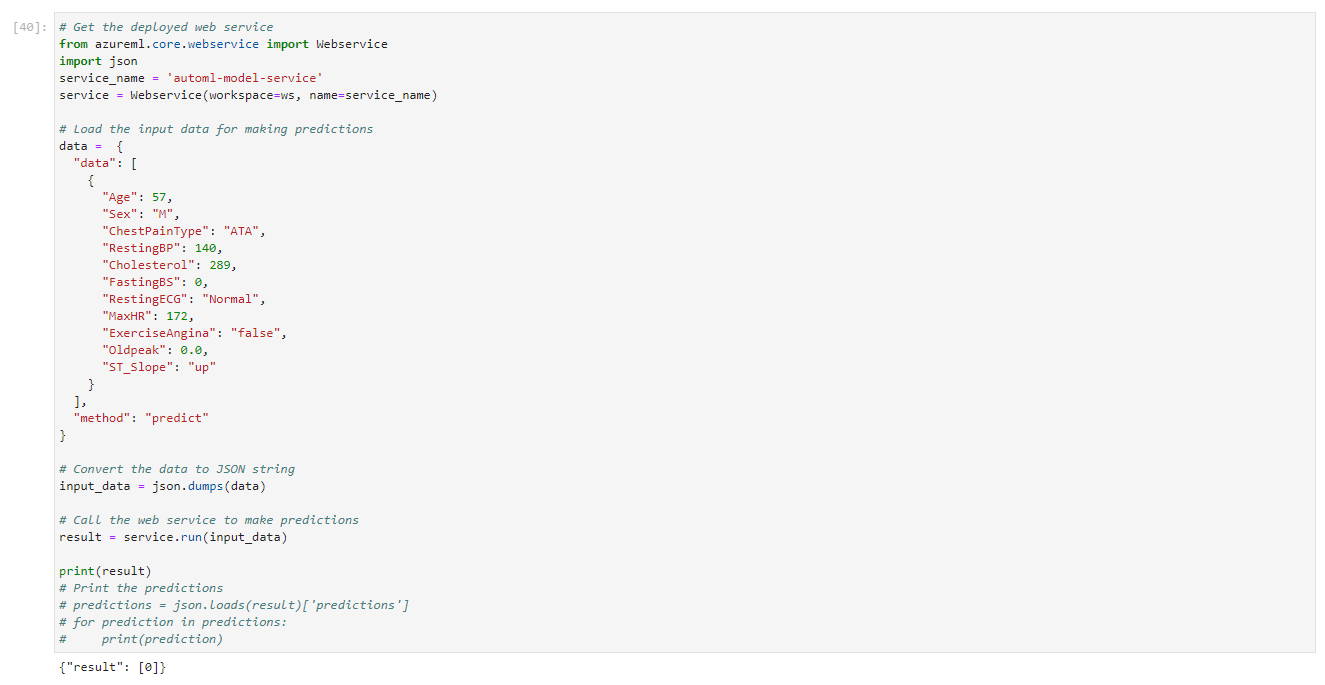 [40]:
# Get the deployed web service
from azureml.core.webservice import Webservice
import json
service_name = 'automl-model-service'
service = Webservice(workspace=ws, name=service_name)

# Load the input data for making predictions
data =  {
  "data": [
    {
      "Age": 57,
      "Sex": "M",
      "ChestPainType": "ATA",
      "RestingBP": 140,
      "Cholesterol": 289,
      "FastingBS": 0,
      "RestingECG": "Normal",
      "MaxHR": 172,
      "ExerciseAngina": "false",
      "Oldpeak": 0.0,
      "ST_Slope": "up"
    }
  ],
  "method": "predict"
}

# Convert the data to JSON string
input_data = json.dumps(data)

# Call the web service to make predictions
result = service.run(input_data)

print(result)
# Print the predictions
# predictions = json.loads(result)['predictions']
# for prediction in predictions:
#     print(prediction)
{"result": [0]}